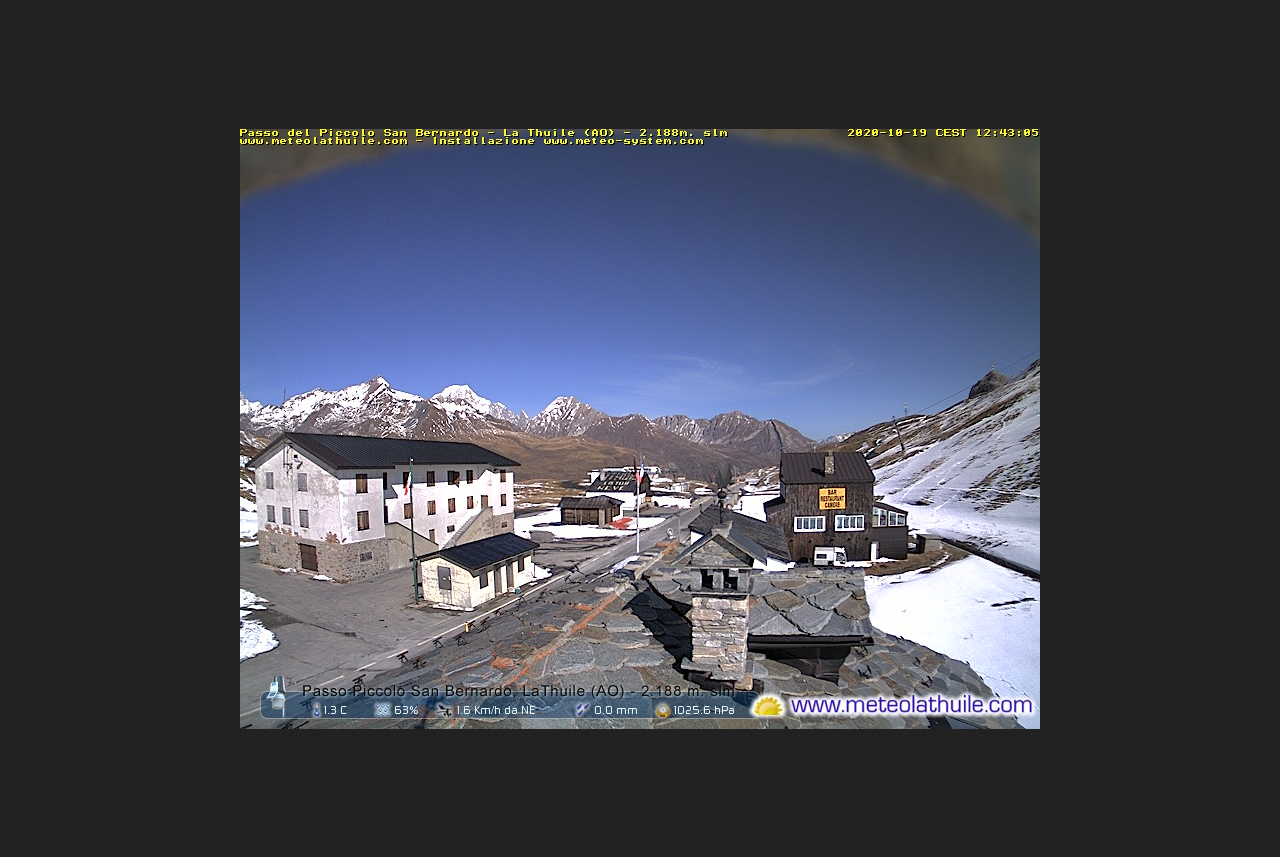 Passo del Piccolo San Bernardo - La Thuile (AO) - 2.188m. slm
2020-10-19 CEST 12:43:05
www.meteolathuile.com - Installazione www.meteo-system.com
BAR
RESTAURANT
CAMERE
NEVE
Passo Piccolo San Bernardo, LaThuile (AO) - 2.188 m. slm
1.3 C 63% 1.6 Km/h da NE 0.0 mm 1025.6 hPa
www.meteolathuile.com